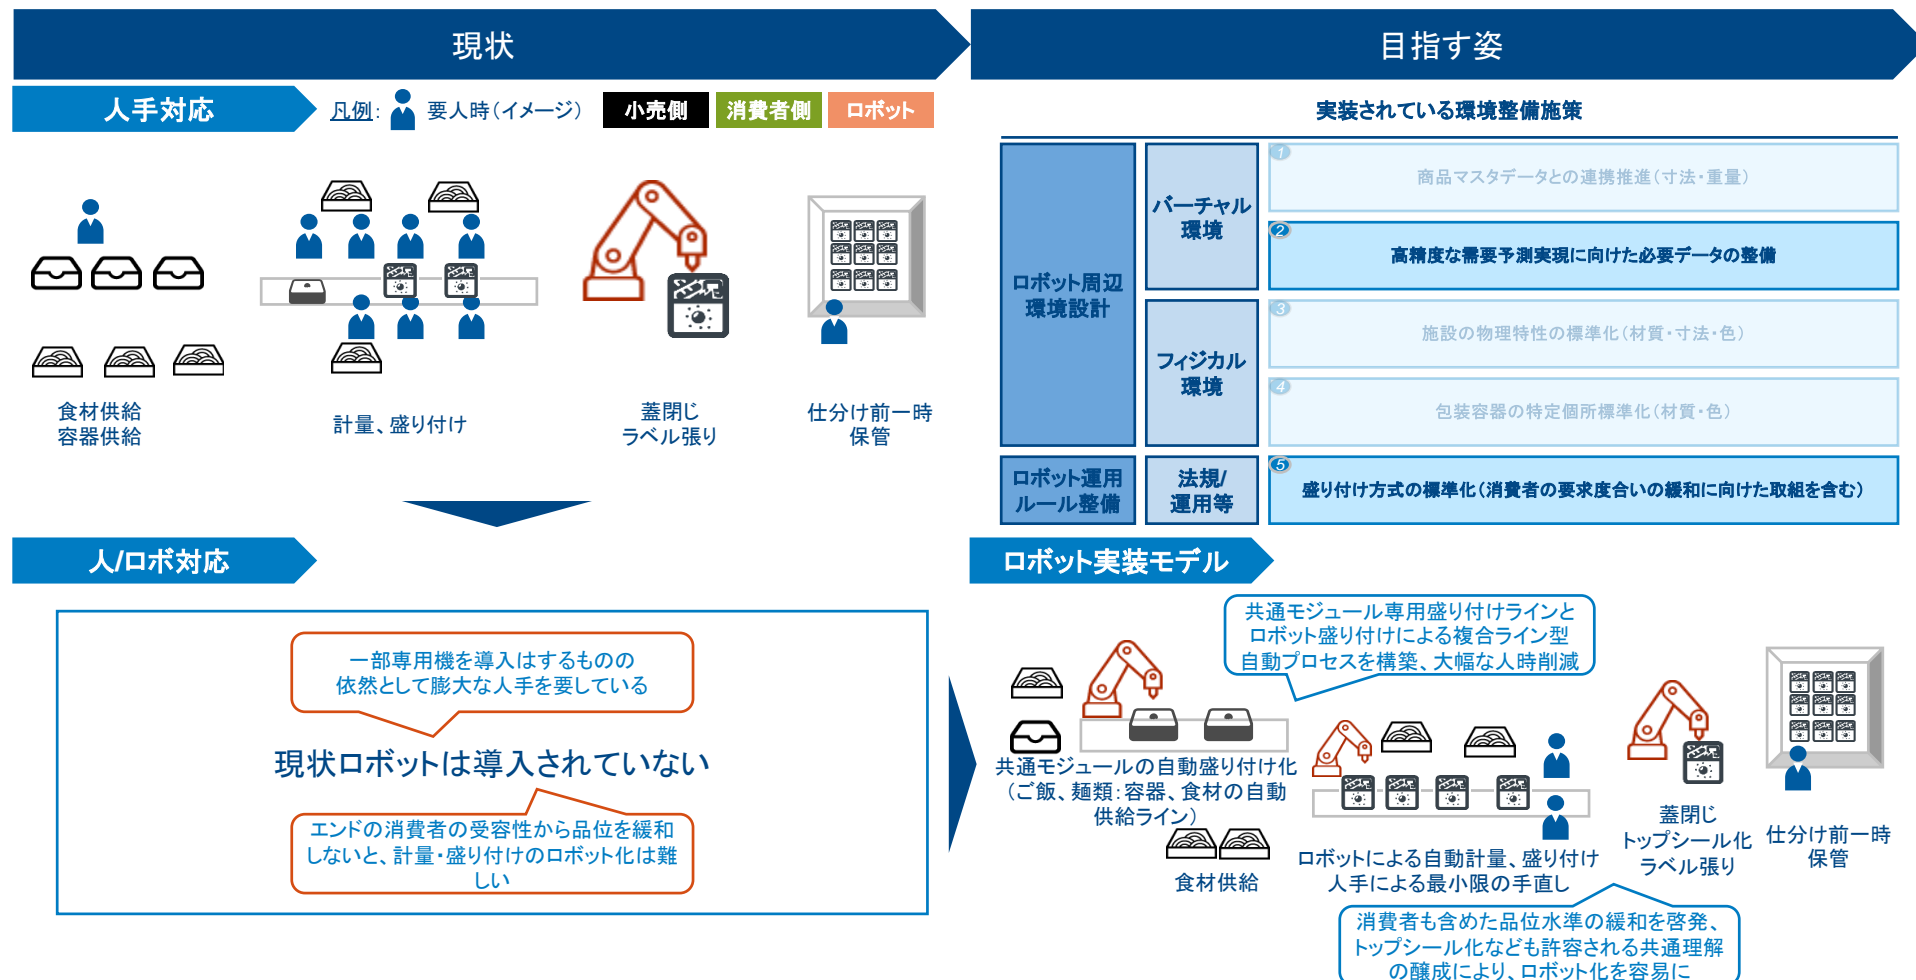 現状
目指す姿
人手対応
凡例: 要人時(イメージ) 小売側 消費者側 ロボット
食材供給
容器供給
計量、盛り付け
蓋閉じ
ラベル張り
仕分け前一時
保管
実装されている環境整備施策
ロボット周辺
環境設計
バーチャル
環境
1
商品マスタデータとの連携推進(寸法・重量)
2
高精度な需要予測実現に向けた必要データの整備
フィジカル
環境
3
施設の物理特性の標準化(材質・寸法・色)
4
包装容器の特定個所標準化(材質・色)
ロボット運用
ルール整備
法規/
運用等
5
盛り付け方式の標準化(消費者の要求度合いの緩和に向けた取組を含む)
人/ロボ対応
一部専用機を導入はするものの
依然として膨大な人手を要している
現状ロボットは導入されていない
エンドの消費者の受容性から品位を緩和
しないと、計量・盛り付けのロボット化は難
しい
ロボット実装モデル
共通モジュール専用盛り付けラインと
ロボット盛り付けによる複合ライン型
自動プロセスを構築、大幅な人時削減
共通モジュールの自動盛り付け化
(ご飯、麺類:容器、食材の自動
供給ライン)
食材供給
ロボットによる自動計量、盛り付け
人手による最小限の手直し
蓋閉じ
トップシール化
ラベル張り
仕分け前一時
保管
消費者も含めた品位水準の緩和を啓発、
トップシール化なども許容される共通理解
の醸成により、ロボット化を容易に